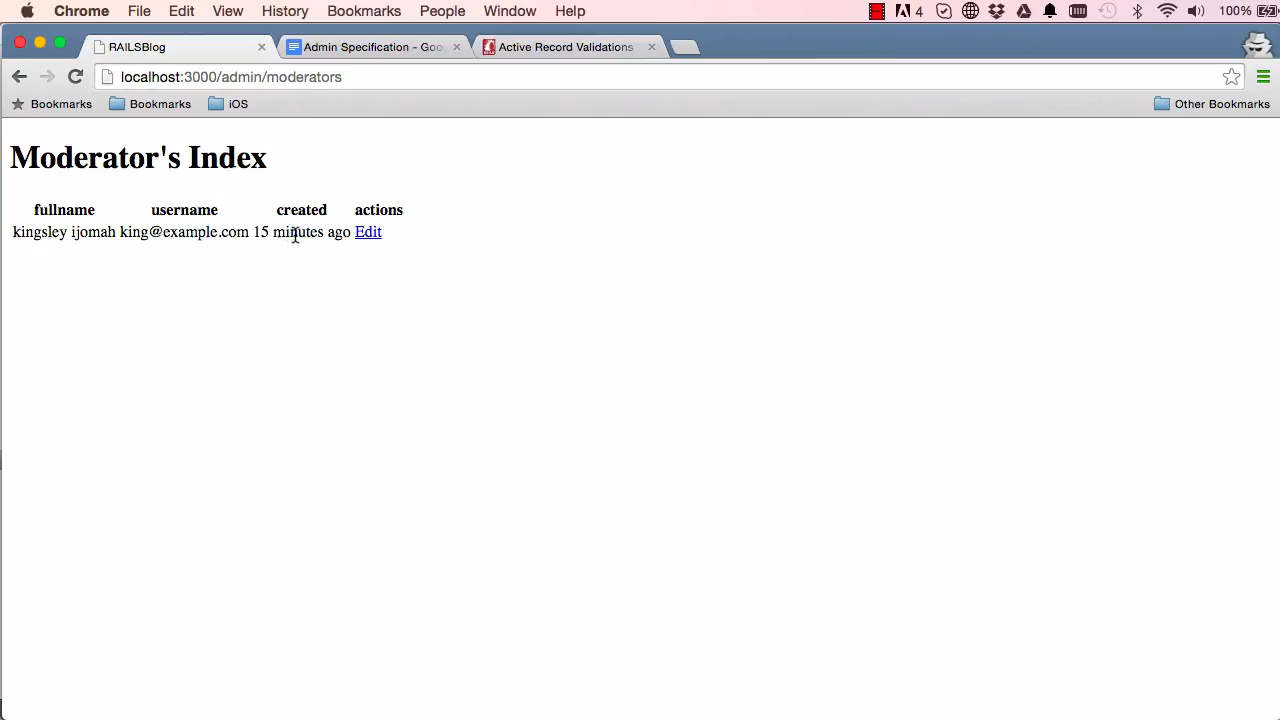 Chrome File Edit View History Bookmarks People Window Help 4 100%
RAILSBlog Admin Specification - Goo Active Record Validations
localhost:3000/admin/moderators
Bookmarks Bookmarks iOS Other Bookmarks
Moderator's Index
fullname username created actions
kingsley ijomah king@example.com 15 minutes ago Edit